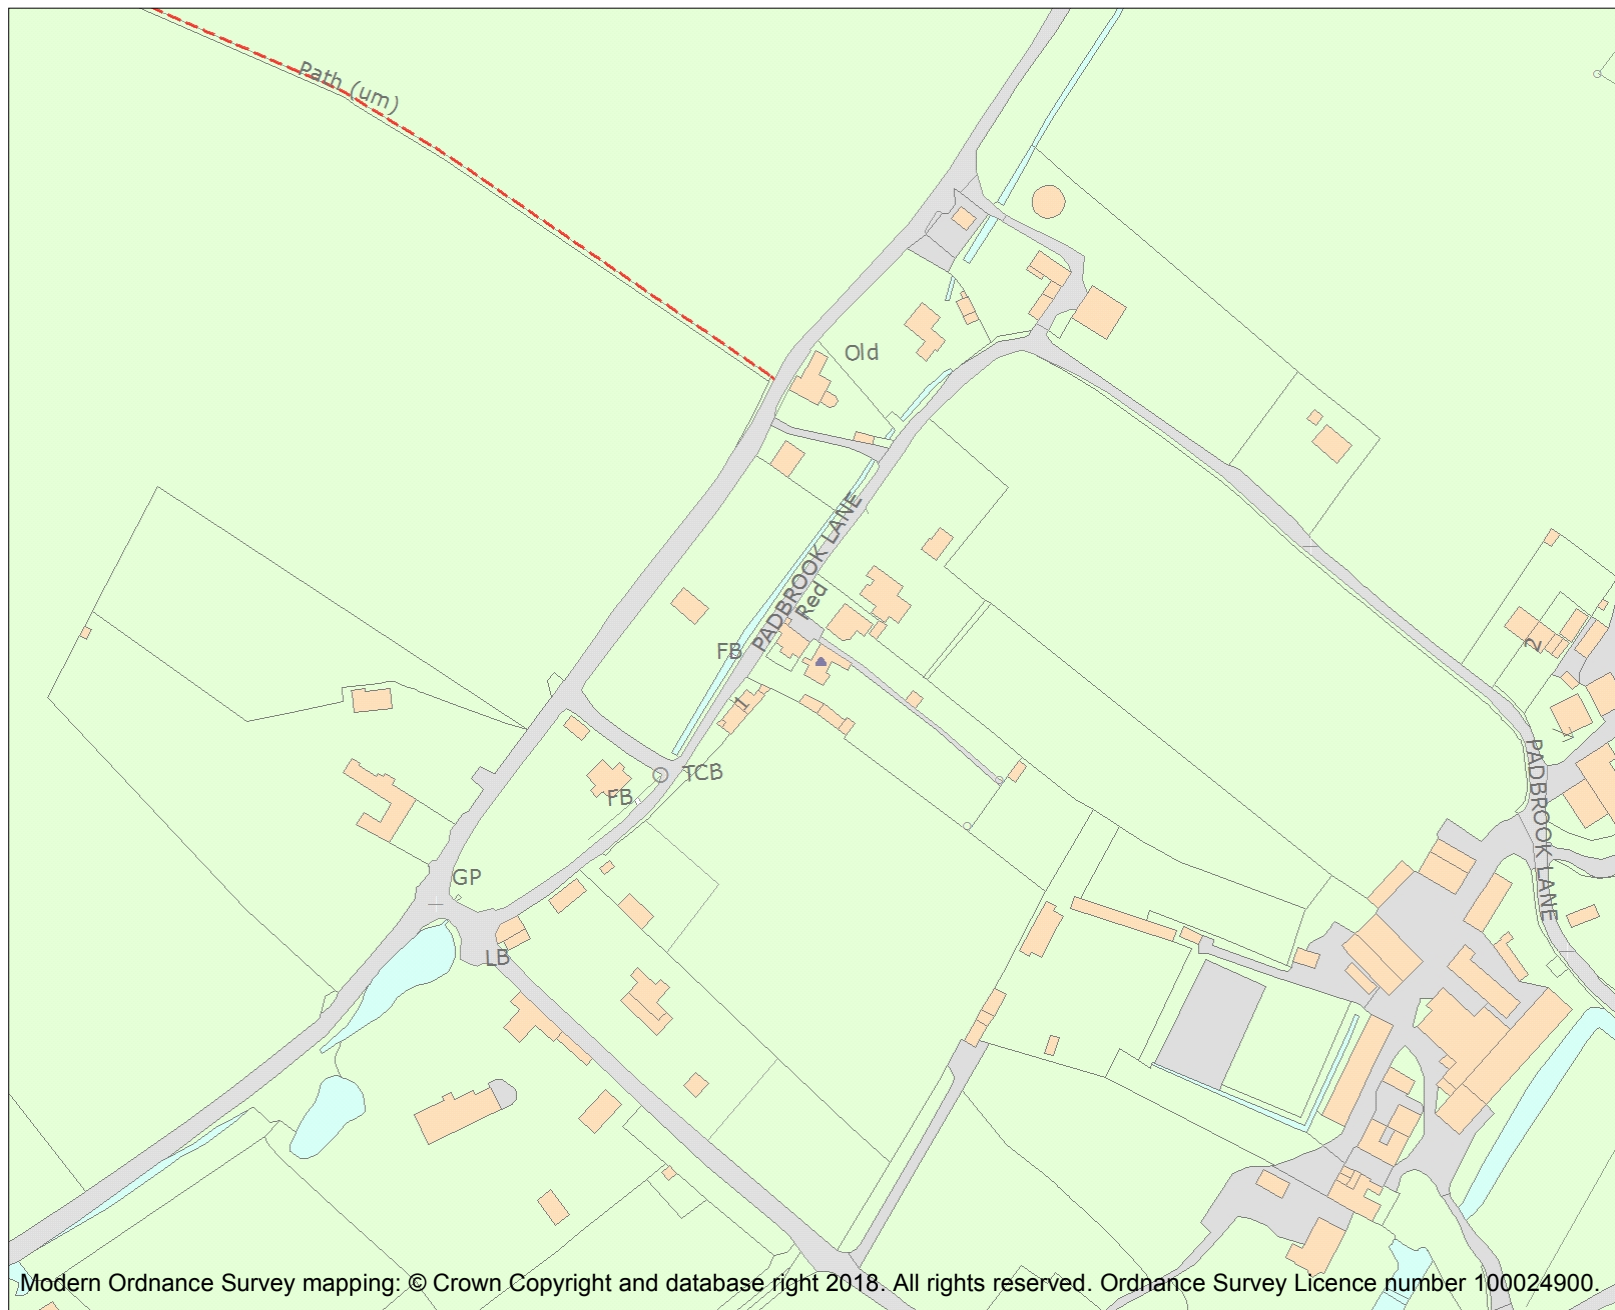 Path (um)
Old
PADBROOK LANE
Red
FB
2
1
PADBROOK LANE
TCB
FB
GP
LB
Modern Ordnance Survey mapping: © Crown Copyright and database right 2018. All rights reserved. Ordnance Survey Licence number 100024900.